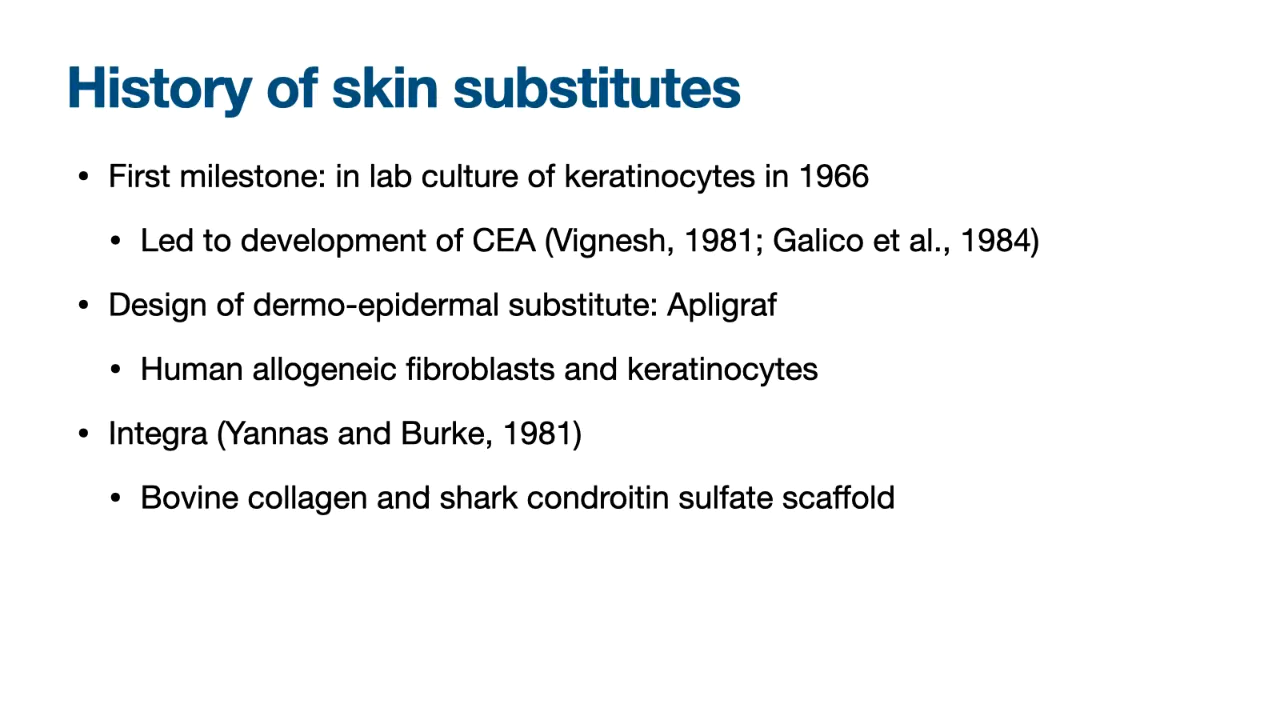 History of skin substitutes
• First milestone: in lab culture of keratinocytes in 1966
• Led to development of CEA (Vignesh, 1981; Galico et al., 1984)
• Design of dermo-epidermal substitute: Apligraf
• Human allogeneic fibroblasts and keratinocytes
• Integra (Yannas and Burke, 1981)
• Bovine collagen and shark condroitin sulfate scaffold